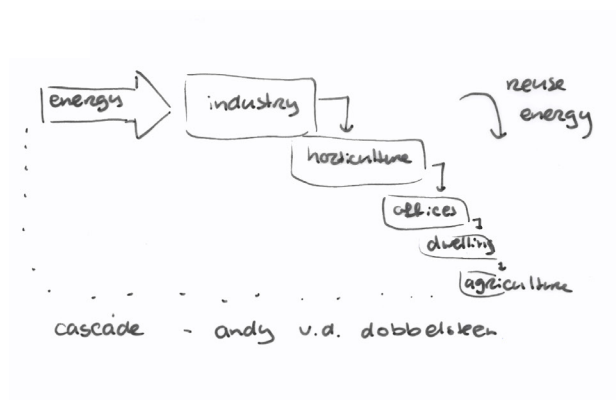 energy
industry
reuse
energy
horticulture
offices
dwelling
agriculture
cascade - andy v.d. dobbelsteen